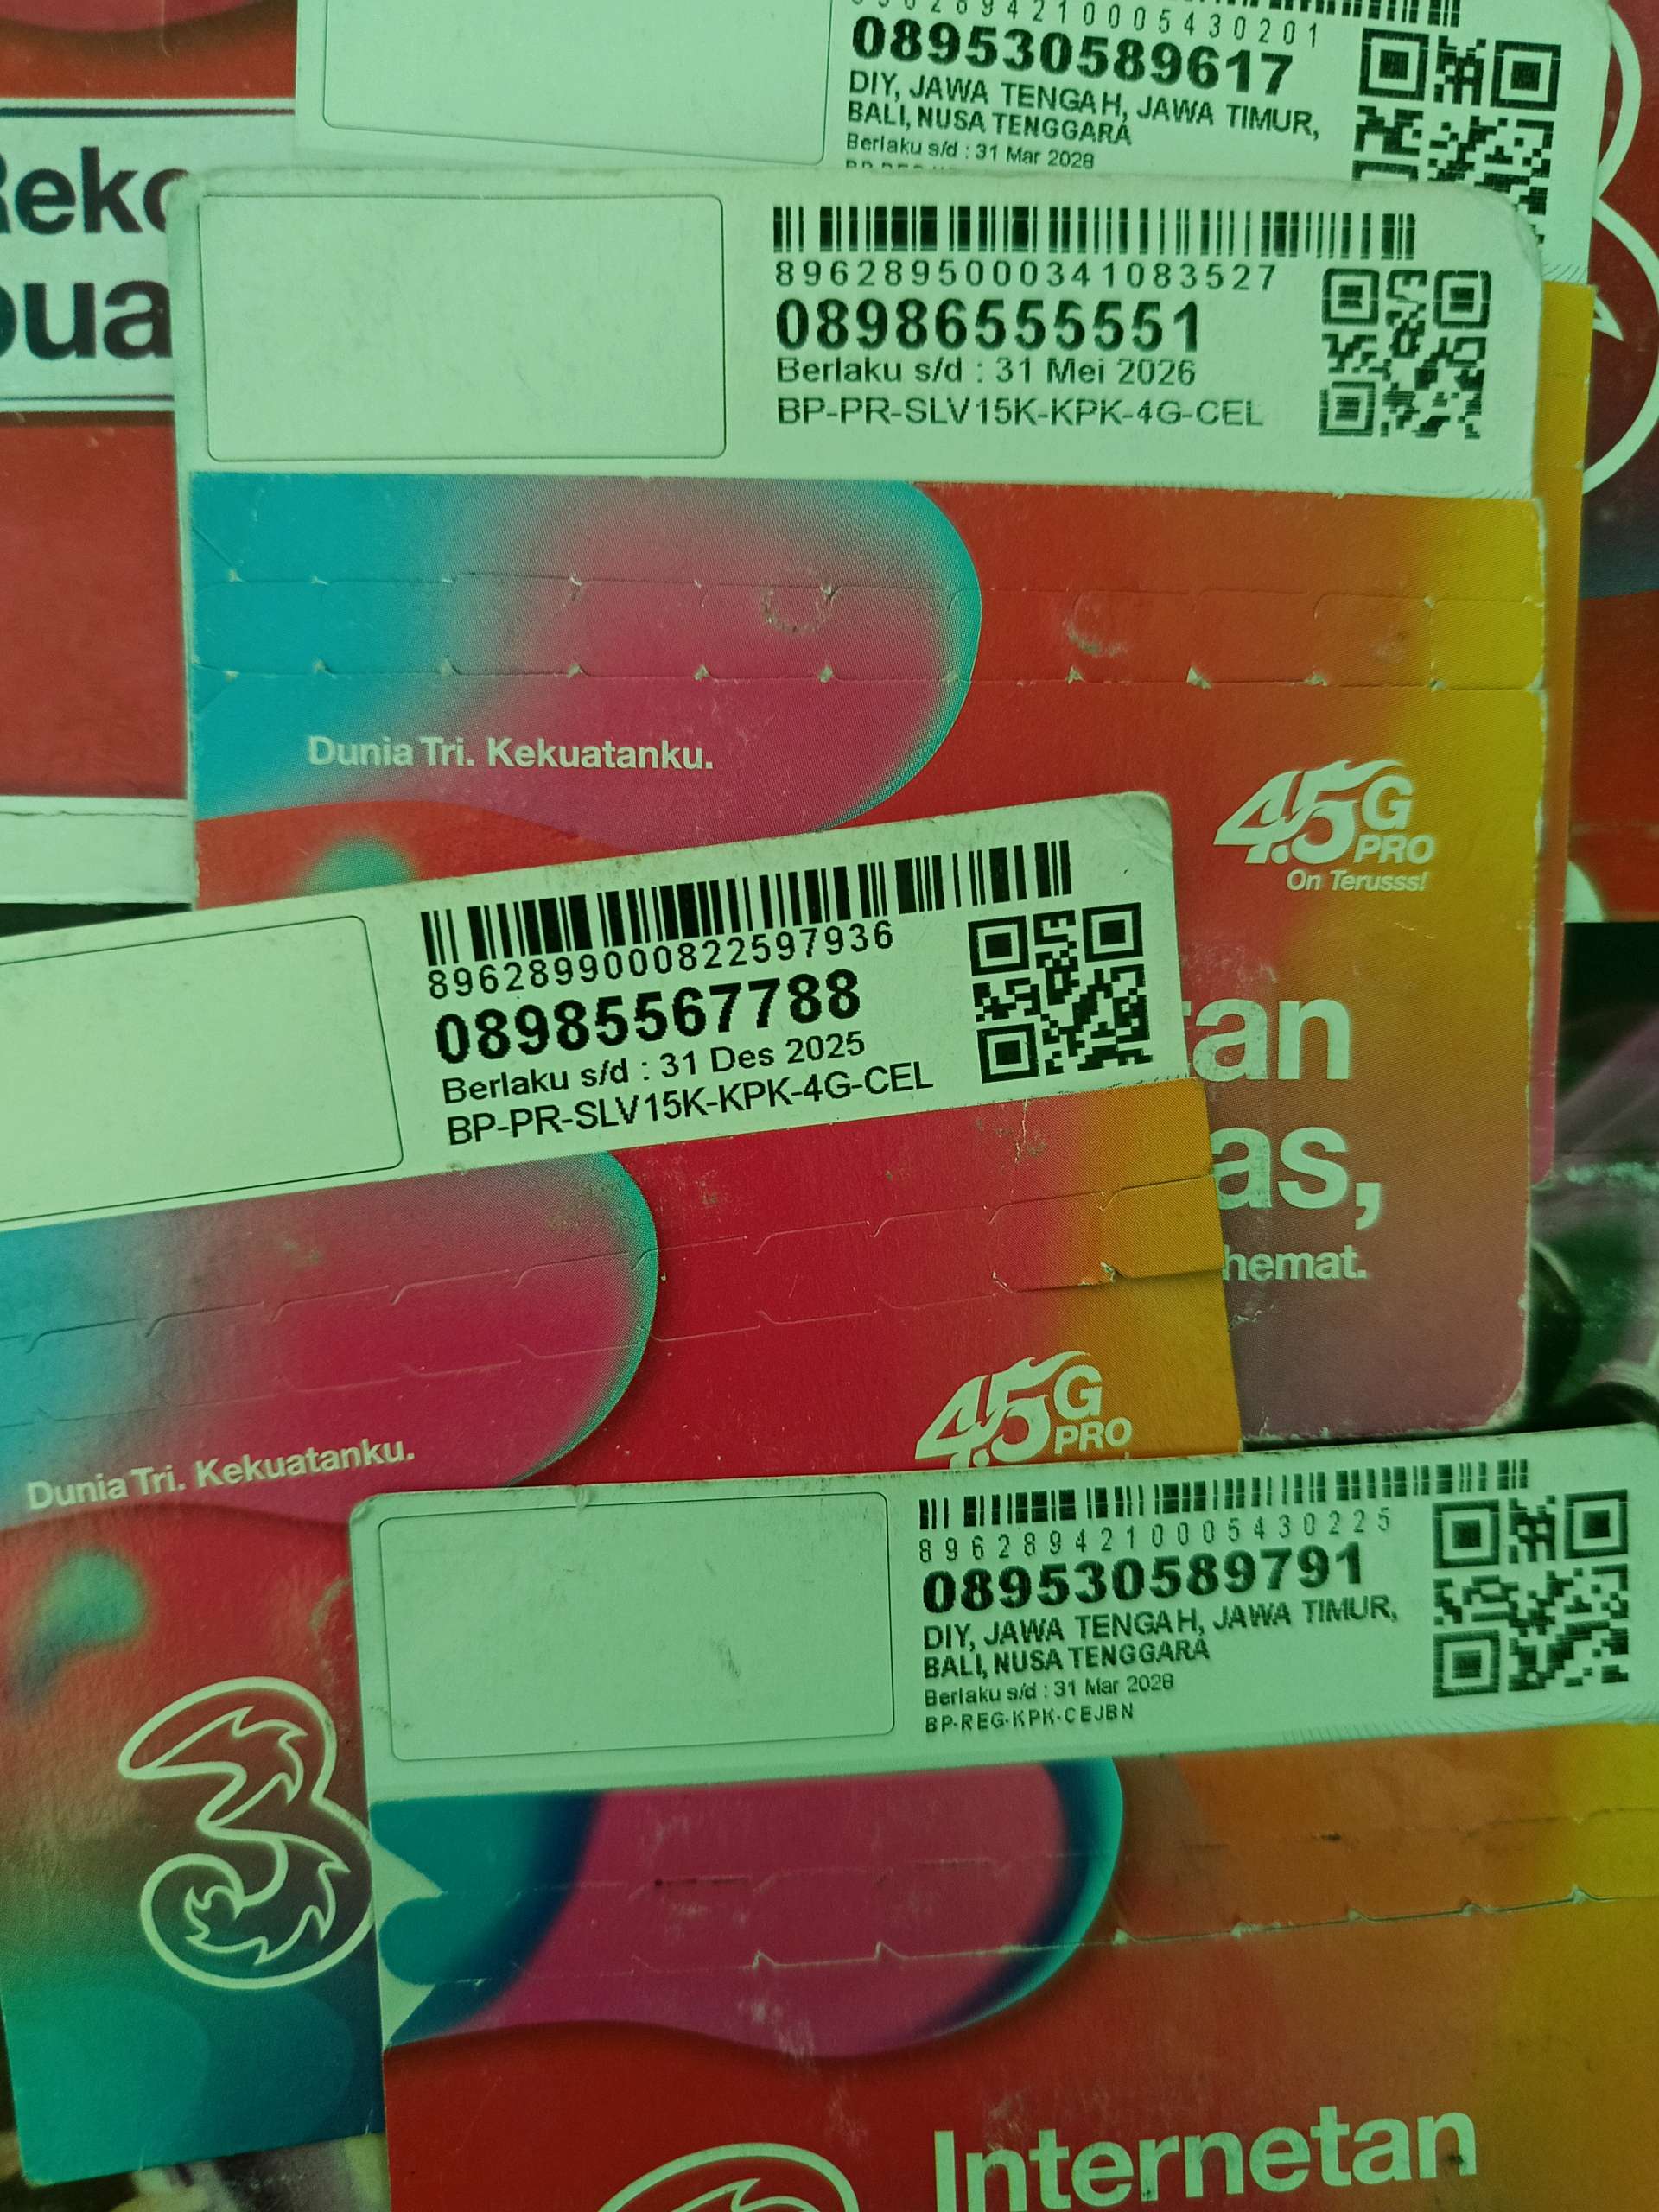 089530589617
DIY, JAWA TENGAH, JAWA TIMUR,
BALI, NUSA TENGGARA
Berlaku s/d : 31 Mar 2028
8962895000341083527
08986555551
Berlaku s/d : 31 Mei 2026
BP-PR-SLV15K-KPK-4G-CEL
Dunia Tri. Kekuatanku.
4.5G
PRO
On Terusss!
8962899000822597936
08985567788
Berlaku s/d : 31 Des 2025
BP-PR-SLV15K-KPK-4G-CEL
tan
as,
hemat.
4.5G
PRO
Dunia Tri. Kekuatanku.
8962894210005430225
089530589791
DIY, JAWA TENGAH, JAWA TIMUR,
BALI, NUSA TENGGARA
Berlaku s/d : 31 Mar 2028
BP-REG-KPK-CEJBN
3
Internetan